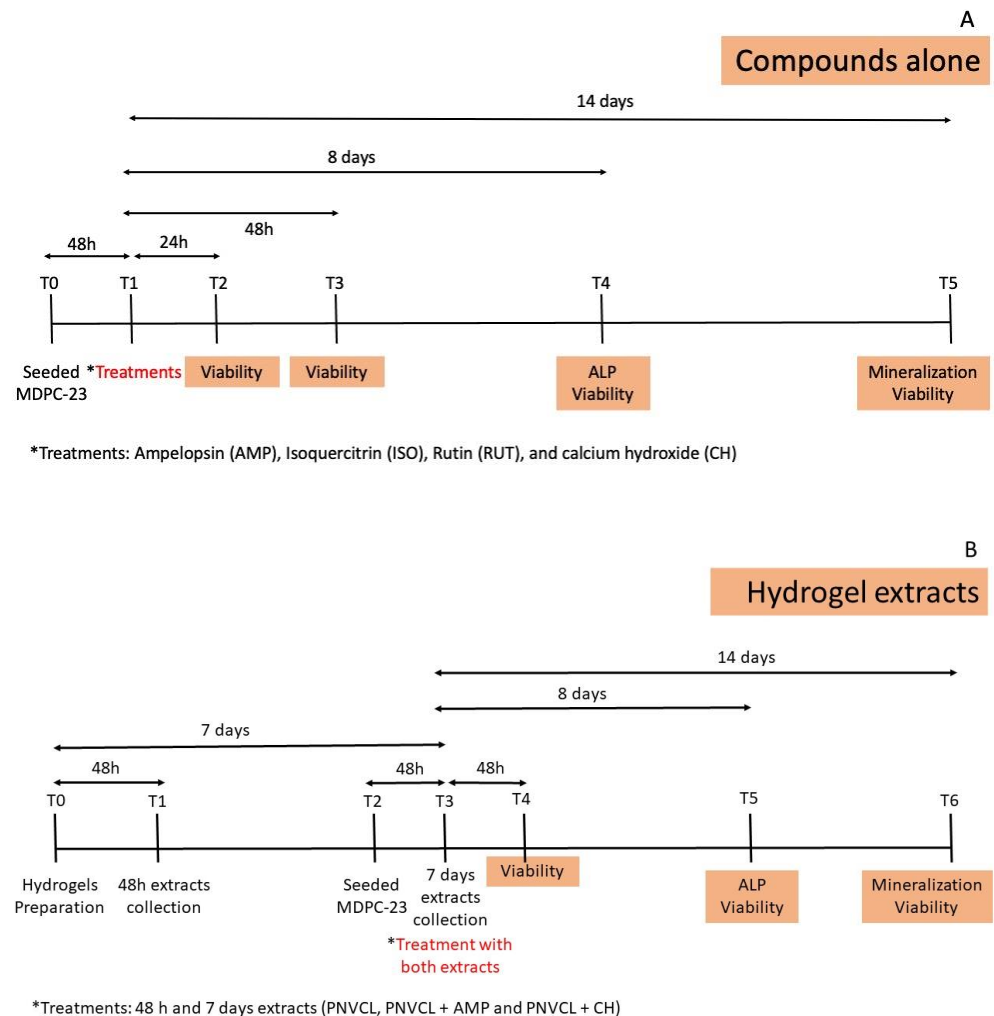 A
Compounds alone
14 days
8 days
48h
48h 24h
T0 T1 T2 T3 T4 T5
Seeded *Treatments Viability Viability ALP Mineralization
MDPC-23 Viability Viability
*Treatments: Ampelopsin (AMP), Isoquercitrin (ISO), Rutin (RUT), and calcium hydroxide (CH)
B
Hydrogel extracts
14 days
8 days
7 days
48h 48h 48h
T0 T1 T2 T3 T4 T5 T6
Hydrogels
Preparation
48h extracts
collection
Seeded
MDPC-23
7 days
extracts
collection
*Treatment with
both extracts
Viability
ALP
Viability
Mineralization
Viability
*Treatments: 48 h and 7 days extracts (PNVCL, PNVCL + AMP and PNVCL + CH)